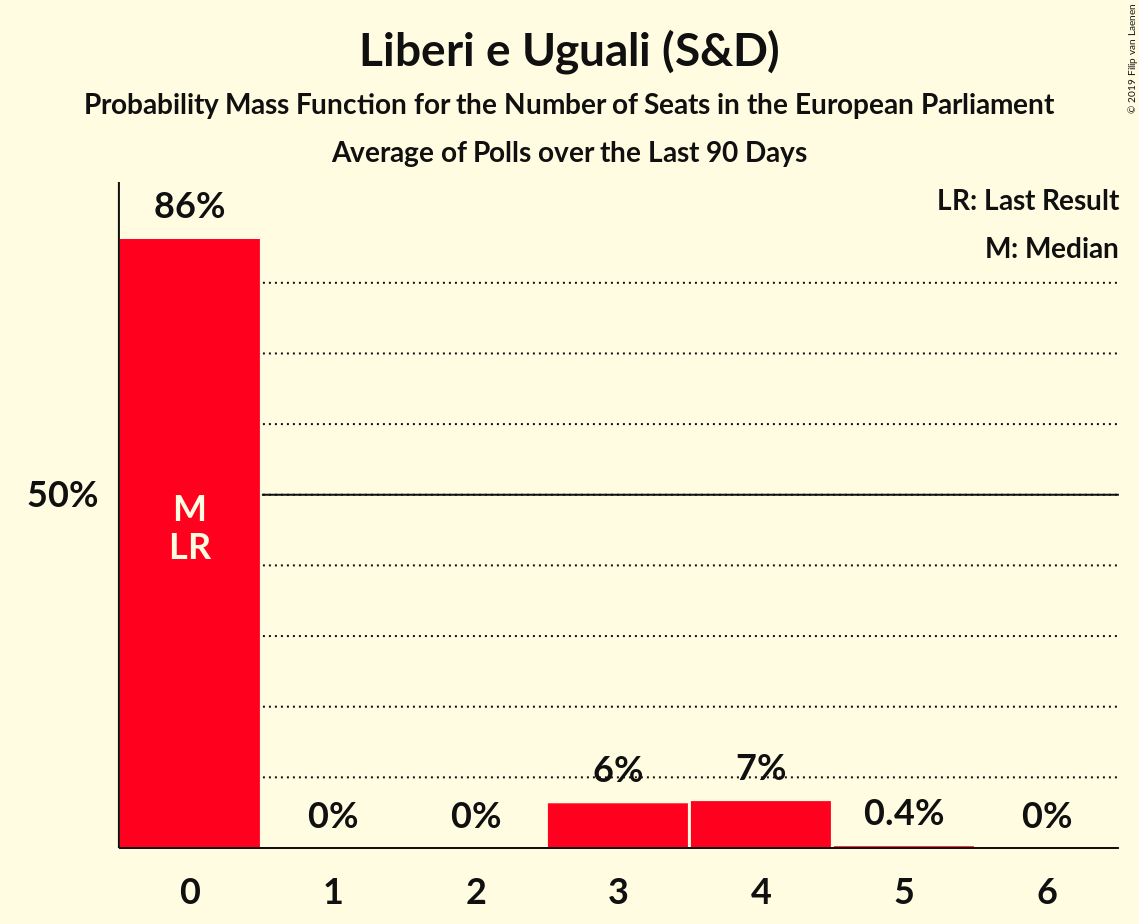 Liberi e Uguali (S&D)
Probability Mass Function for the Number of Seats in the European Parliament
Average of Polls over the Last 90 Days
© 2019 Filip van Laenen
LR: Last Result
M: Median
86%
50%
M
LR
0%
0%
6%
7%
0.4%
0%
0
1
2
3
4
5
6